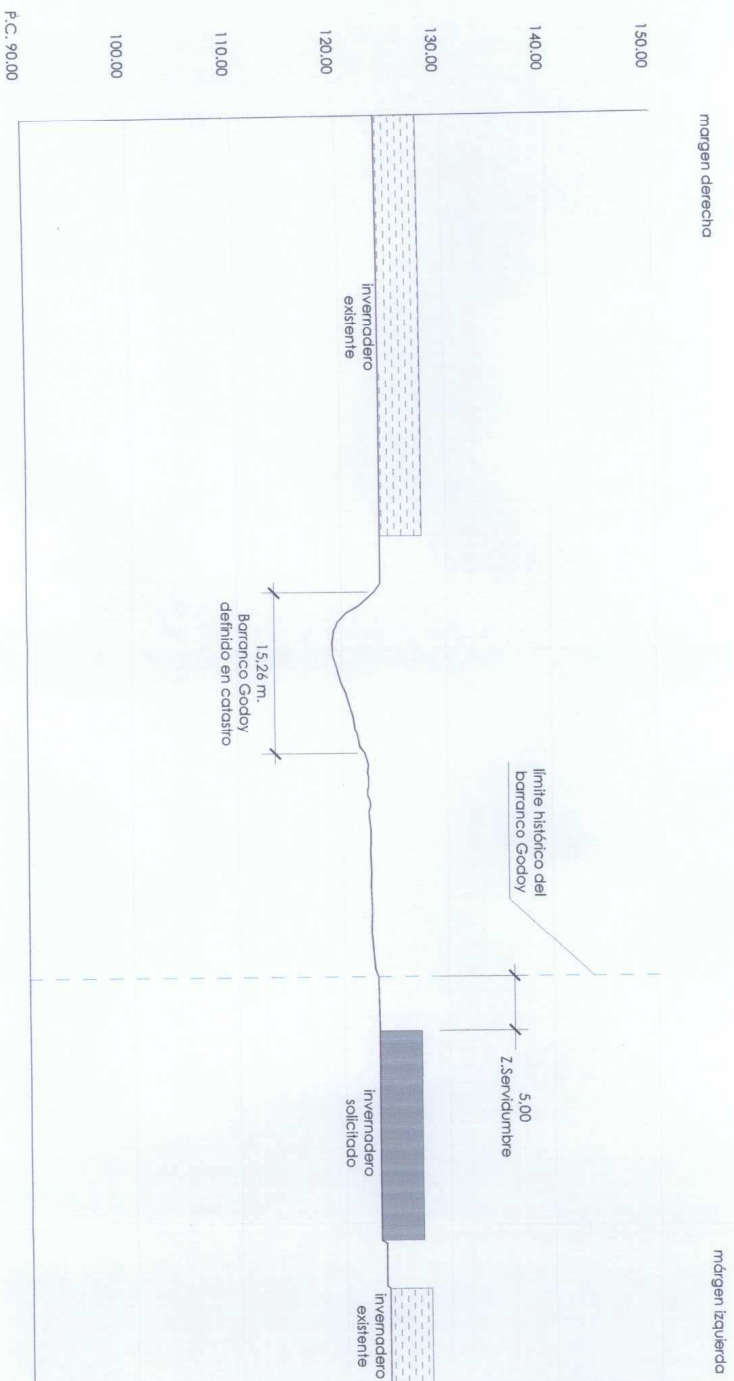 margen derecha
márgen izquierda
150.00
140.00
130.00
120.00
110.00
100.00
P.C. 90.00
límite histórico del
barranco Godoy
5,00
Z.Servidumbre
invernadero
existente
15,26 m.
Barranco Godoy
definido en catastro
invernadero
solicitado
invernadero
existente